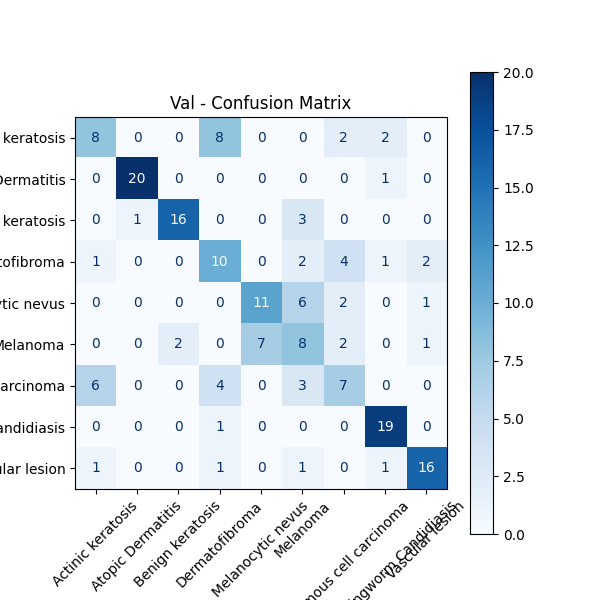 Val - Confusion Matrix
keratosis 8 0 0 8 0 0 2 2 0
Dermatitis 0 20 0 0 0 0 0 1 0
keratosis 0 1 16 0 0 3 0 0 0
tofibroma 1 0 0 10 0 2 4 1 2
ytic nevus 0 0 0 0 11 6 2 0 1
Melanoma 0 0 2 0 7 8 2 0 1
arcinoma 6 0 0 4 0 3 7 0 0
andidiasis 0 0 0 1 0 0 0 19 0
ular lesion 1 0 0 1 0 1 0 1 16
Actinic keratosis
Atopic Dermatitis
Benign keratosis
Dermatofibroma
Melanocytic nevus
Melanoma
mous cell carcinoma
ingworm Candidiasis
Vascular lesion
20.0
17.5
15.0
12.5
10.0
7.5
5.0
2.5
0.0